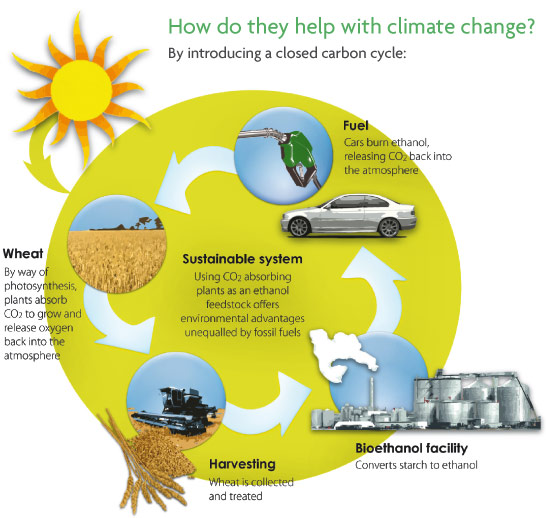 How do they help with climate change?
By introducing a closed carbon cycle:
Fuel
Cars burn ethanol,
releasing CO₂ back into
the atmosphere
Wheat
By way of
photosynthesis,
plants absorb
CO₂ to grow and
release oxygen
back into the
atmosphere
Sustainable system
Using CO₂ absorbing
plants as an ethanol
feedstock offers
environmental advantages
unequalled by fossil fuels
Harvesting
Wheat is collected
and treated
Bioethanol facility
Converts starch to ethanol